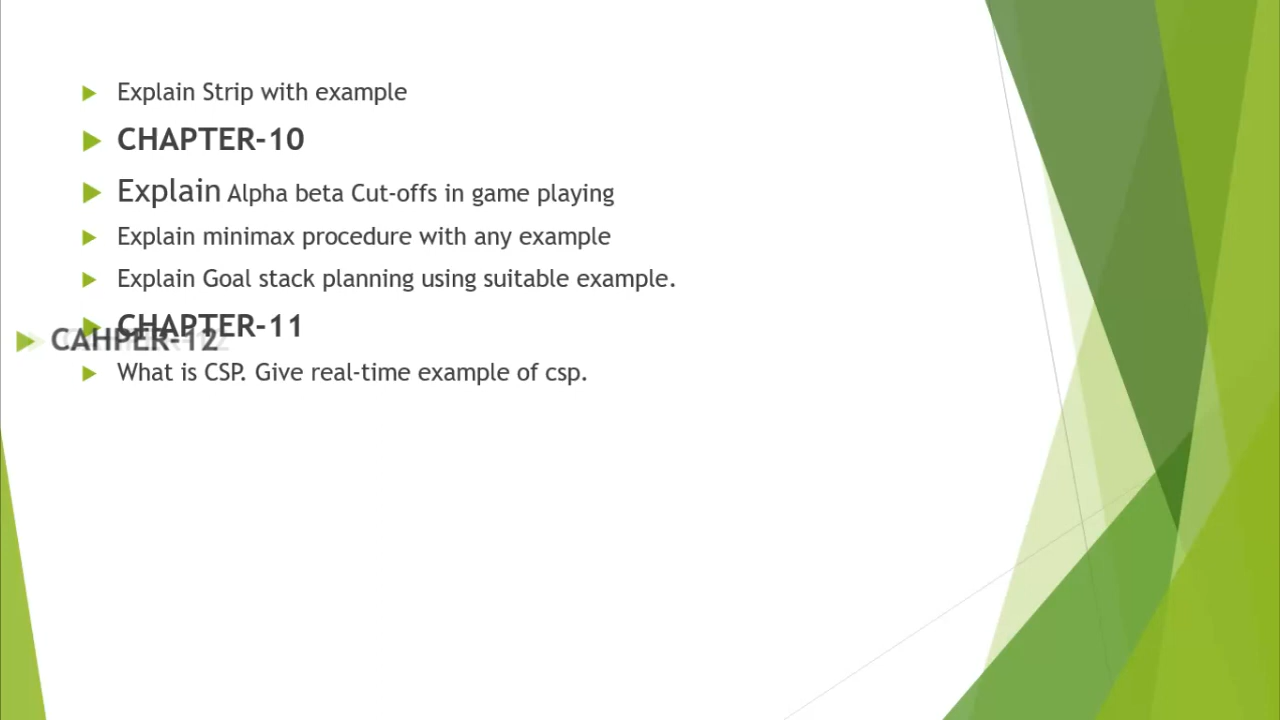 Explain Strip with example
CHAPTER-10
Explain Alpha beta Cut-offs in game playing
Explain minimax procedure with any example
Explain Goal stack planning using suitable example.
CHAPTER-11
CAHPER-12
What is CSP. Give real-time example of csp.